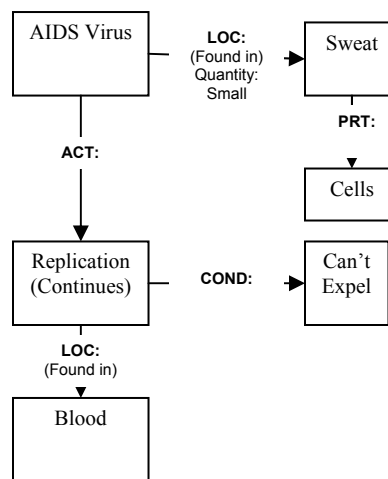 AIDS Virus
LOC:
(Found in)
Quantity:
Small
Sweat
ACT:
PRT:
Cells
Replication
(Continues)
COND:
Can't
Expel
LOC:
(Found in)
Blood